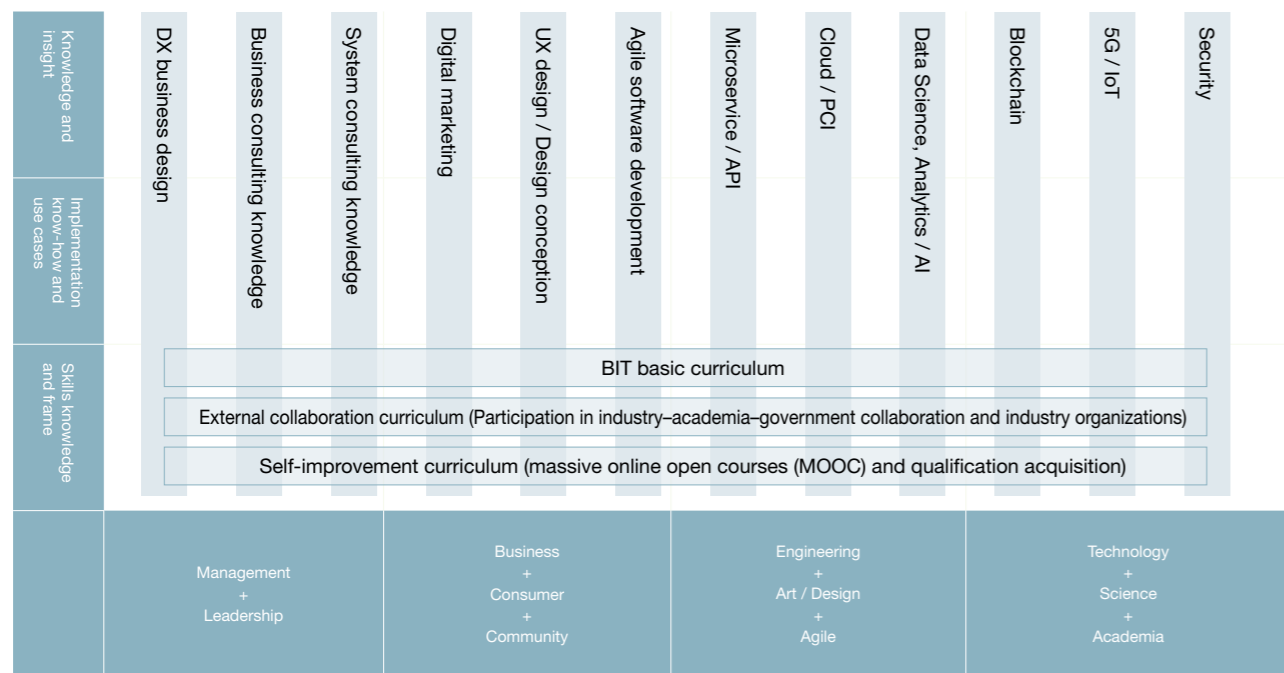 Knowledge and
insight
DX business design
Business consulting knowledge
System consulting knowledge
Digital marketing
UX design / Design conception
Agile software development
Microservice / API
Cloud / PCI
Data Science, Analytics / AI
Blockchain
5G / IoT
Security
Implementation
know-how and
use cases
Skills knowledge
and frame
BIT basic curriculum
External collaboration curriculum (Participation in industry–academia–government collaboration and industry organizations)
Self-improvement curriculum (massive online open courses (MOOC) and qualification acquisition)
Management
+
Leadership
Business
+
Consumer
+
Community
Engineering
+
Art / Design
+
Agile
Technology
+
Science
+
Academia